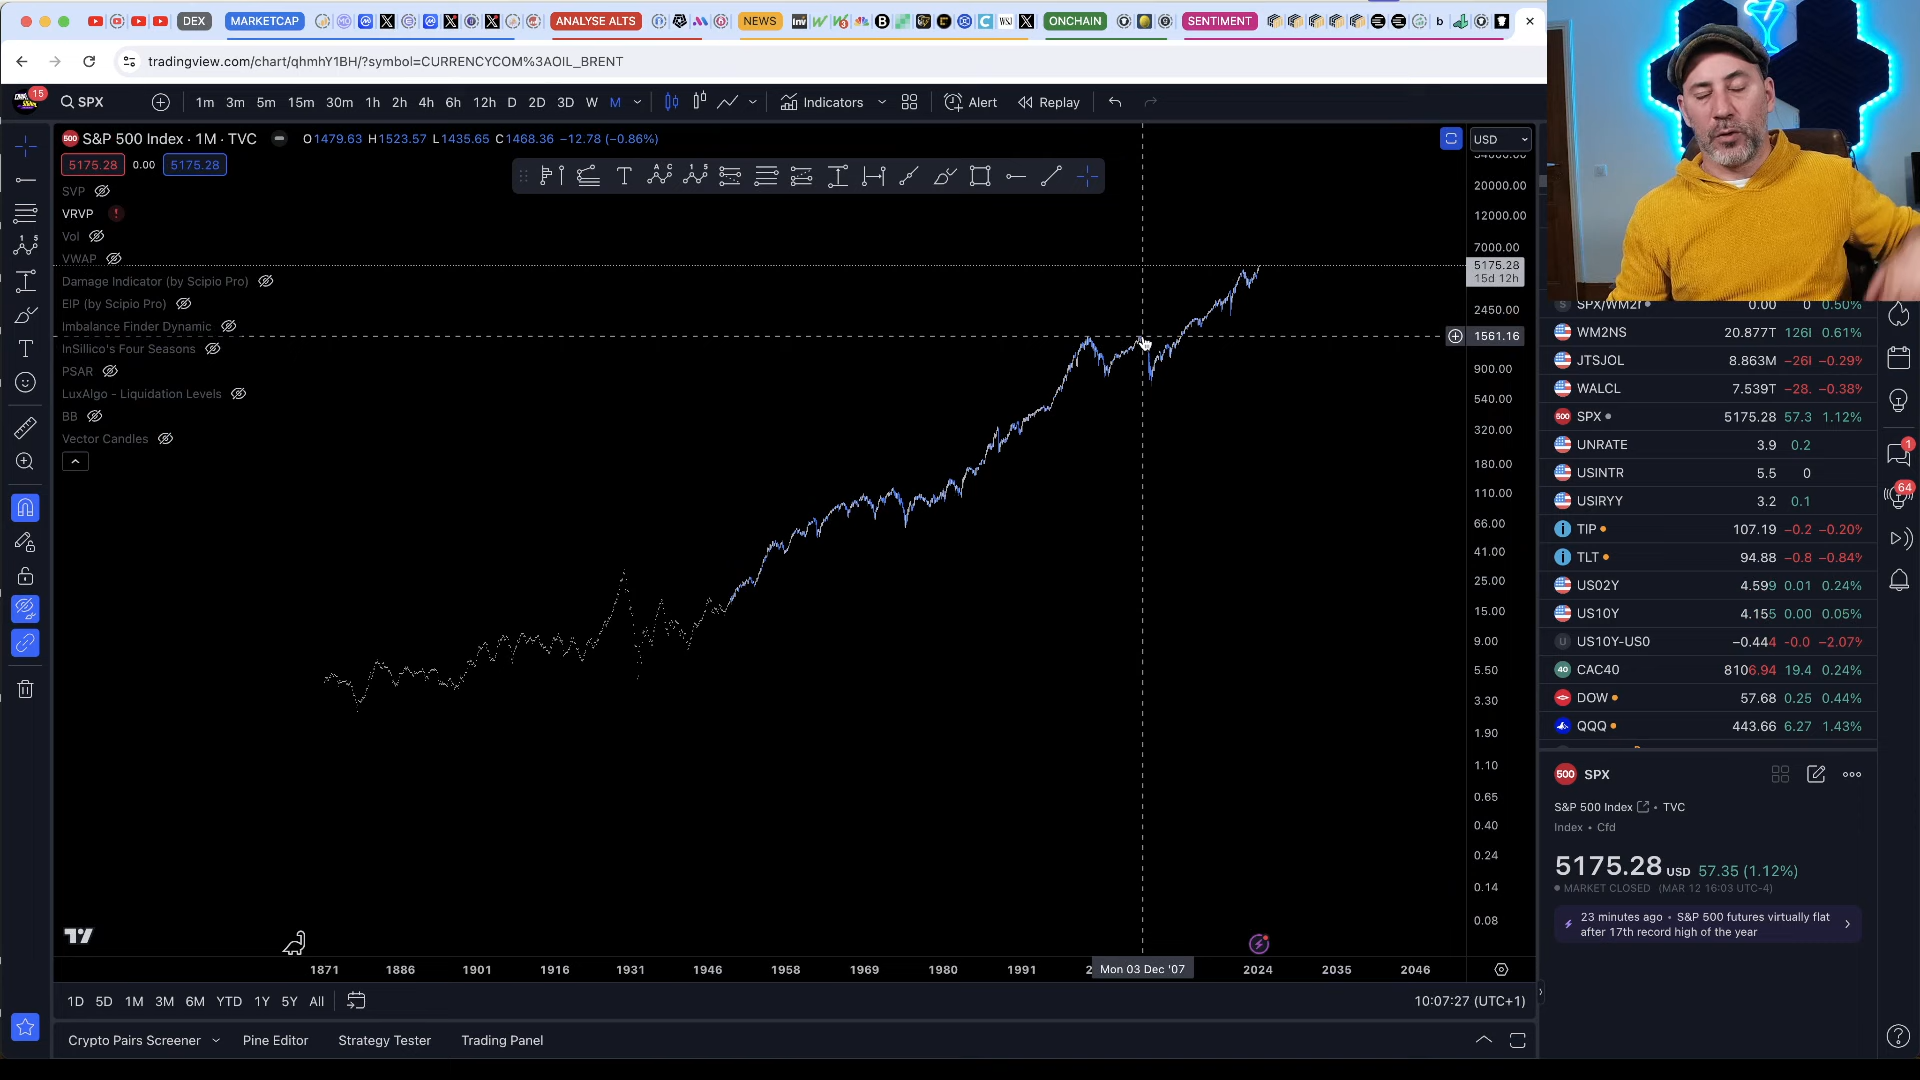 DEX
MARKETCAP
ANALYSE ALTS
NEWS
ONCHAIN
SENTIMENT
tradingview.com/chart/qhmhY1BH/?symbol=CURRENCYCOM%3AOIL_BRENT
15
SPX
1m 3m 5m 15m 30m 1h 2h 4h 6h 12h D 2D 3D W M
Indicators
Alert
Replay
S&P 500 Index · 1M · TVC
O1479.63 H1523.57 L1435.65 C1468.36 −12.78 (−0.86%)
USD
5175.28 0.00 5175.28
SVP
VRVP
Vol
VWAP
Damage Indicator (by Scipio Pro)
EIP (by Scipio Pro)
Imbalance Finder Dynamic
InSillico's Four Seasons
PSAR
LuxAlgo - Liquidation Levels
BB
Vector Candles
20000.00
12000.00
7000.00
5175.28
15d 12h
2450.00
1561.16
900.00
540.00
320.00
180.00
110.00
66.00
41.00
25.00
15.00
9.00
5.50
3.30
1.90
1.10
0.65
0.40
0.24
0.14
0.08
1871 1886 1901 1916 1931 1946 1958 1969 1980 1991 Mon 03 Dec '07 2024 2035 2046
1D 5D 1M 3M 6M YTD 1Y 5Y All
10:07:27 (UTC+1)
Crypto Pairs Screener
Pine Editor
Strategy Tester
Trading Panel
SPX/WM2 0.00 0 0.50%
WM2NS 20.877T 126 0.61%
JTSJOL 8.863M −26 −0.29%
WALCL 7.539T −28. −0.38%
SPX 5175.28 57.3 1.12%
UNRATE 3.9 0.2
USINTR 5.5 0
USIRYY 3.2 0.1
TIP 107.19 −0.2 −0.20%
TLT 94.88 −0.8 −0.84%
US02Y 4.599 0.01 0.24%
US10Y 4.155 0.00 0.05%
US10Y-US0 −0.444 −0.0 −2.07%
CAC40 8106.94 19.4 0.24%
DOW 57.68 0.25 0.44%
QQQ 443.66 6.27 1.43%
1
64
500 SPX
S&P 500 Index • TVC
Index • Cfd
5175.28 USD 57.35 (1.12%)
MARKET CLOSED (MAR 12 16:03 UTC-4)
23 minutes ago • S&P 500 futures virtually flat
after 17th record high of the year